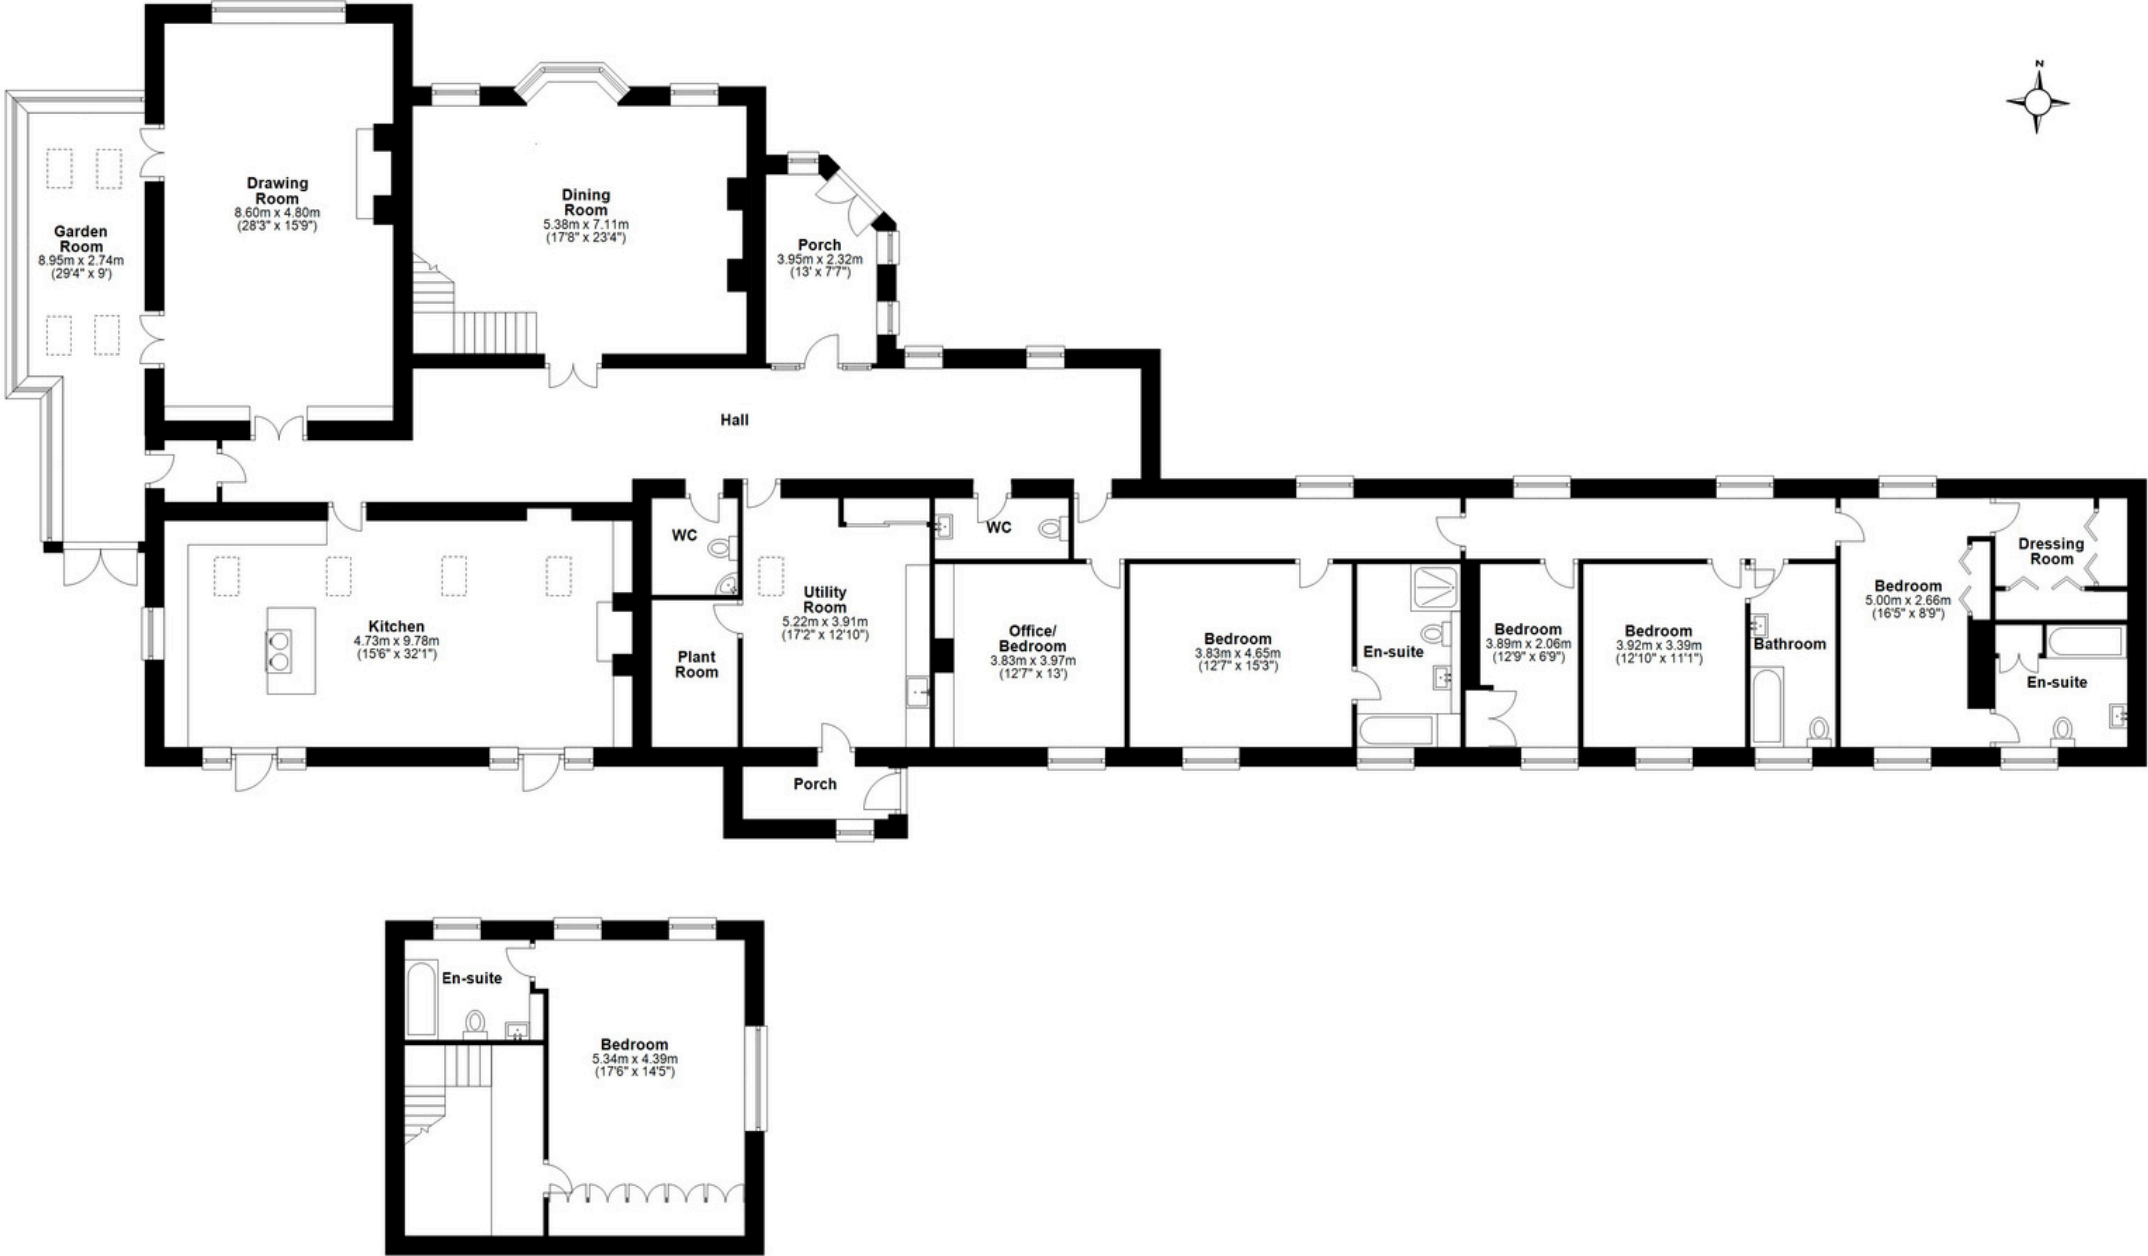 N
Drawing
Room
8.60m x 4.80m
(28'3" x 15'9")
Dining
Room
5.38m x 7.11m
(17'8" x 23'4")
Garden
Room
8.95m x 2.74m
(29'4" x 9')
Porch
3.95m x 2.32m
(13' x 7'7")
Hall
WC
WC
Kitchen
4.73m x 9.78m
(15'6" x 32'1")
Plant
Room
Utility
Room
5.22m x 3.91m
(17'2" x 12'10")
Office/
Bedroom
3.83m x 3.97m
(12'7" x 13')
Bedroom
3.83m x 4.65m
(12'7" x 15'3")
En-suite
Bedroom
3.89m x 2.06m
(12'9" x 6'9")
Bedroom
3.92m x 3.39m
(12'10" x 11'1")
Bathroom
Bedroom
5.00m x 2.66m
(16'5" x 8'9")
Dressing
Room
En-suite
Porch
En-suite
Bedroom
5.34m x 4.39m
(17'6" x 14'5")